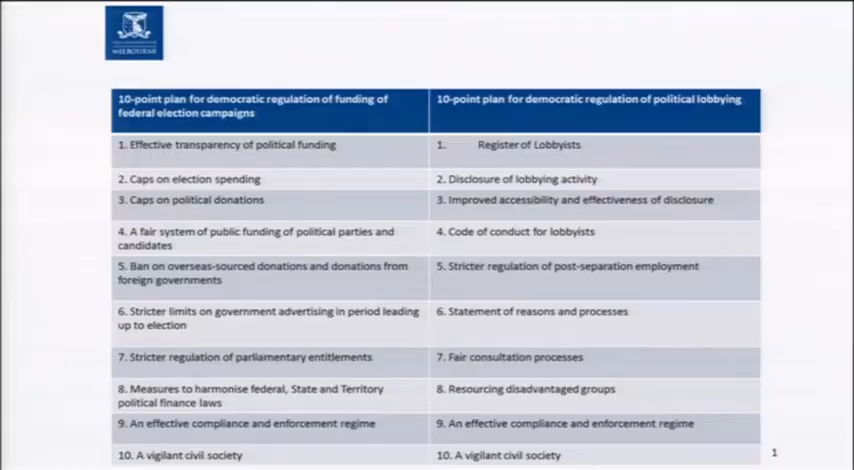 MELBOURNE
10-point plan for democratic regulation of funding of
federal election campaigns
10-point plan for democratic regulation of political lobbying
1. Effective transparency of political funding
1. Register of Lobbyists
2. Caps on election spending
2. Disclosure of lobbying activity
3. Caps on political donations
3. Improved accessibility and effectiveness of disclosure
4. A fair system of public funding of political parties and
candidates
4. Code of conduct for lobbyists
5. Ban on overseas-sourced donations and donations from
foreign governments
5. Stricter regulation of post-separation employment
6. Stricter limits on government advertising in period leading
up to election
6. Statement of reasons and processes
7. Stricter regulation of parliamentary entitlements
7. Fair consultation processes
8. Measures to harmonise federal, State and Territory
political finance laws
8. Resourcing disadvantaged groups
9. An effective compliance and enforcement regime
9. An effective compliance and enforcement regime
10. A vigilant civil society
10. A vigilant civil society
1